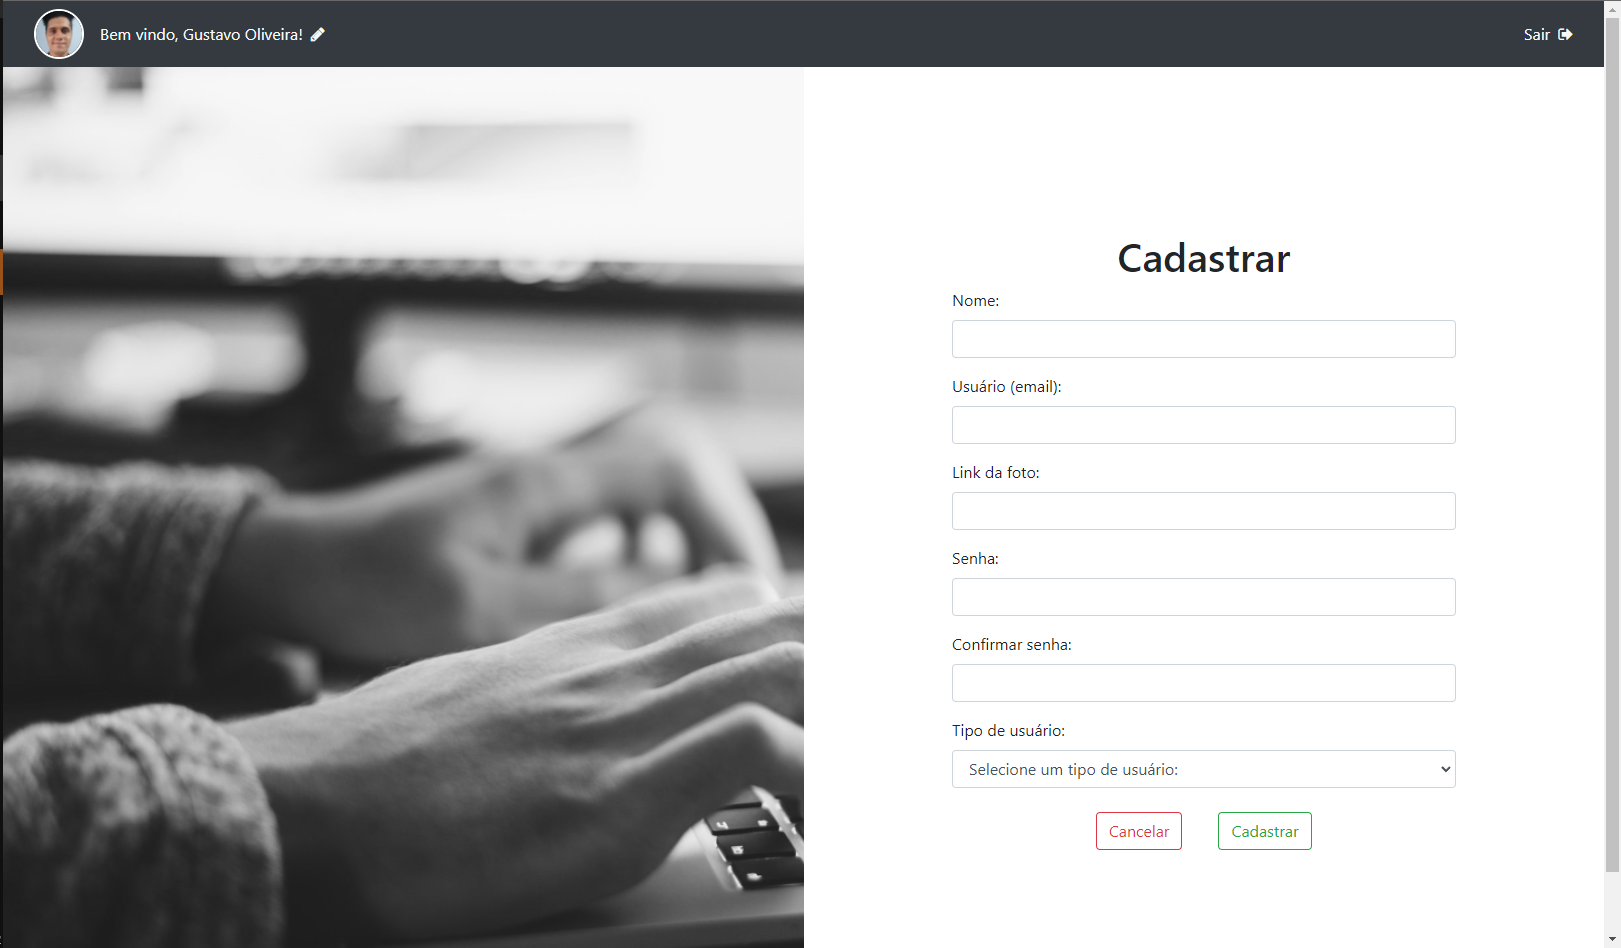 Bem vindo, Gustavo Oliveira!
Sair
Cadastrar
Nome:
Usuário (email):
Link da foto:
Senha:
Confirmar senha:
Tipo de usuário:
Selecione um tipo de usuário:
Cancelar
Cadastrar